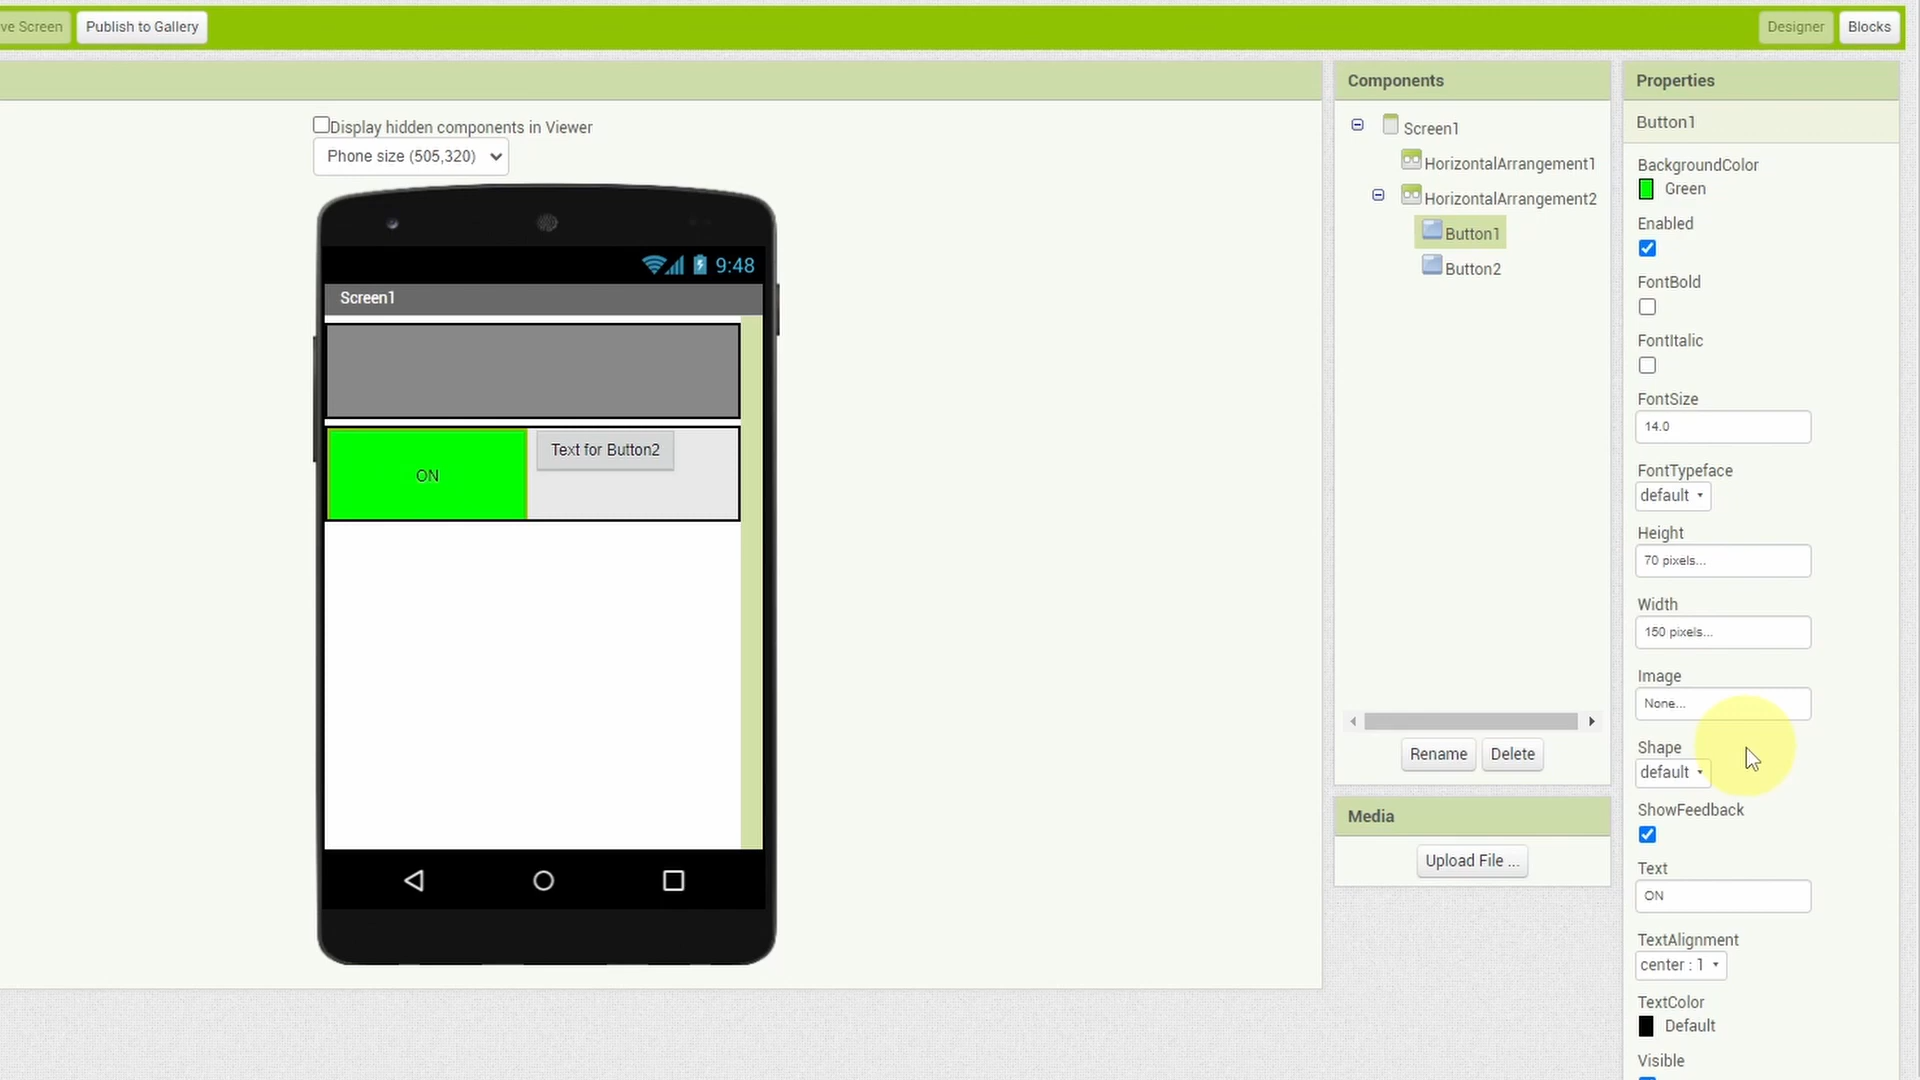 ve Screen
Publish to Gallery
Designer
Blocks
Display hidden components in Viewer
Phone size (505,320)
9:48
Screen1
ON
Text for Button2
Components
Screen1
HorizontalArrangement1
HorizontalArrangement2
Button1
Button2
Rename
Delete
Media
Upload File ...
Properties
Button1
BackgroundColor
Green
Enabled
FontBold
FontItalic
FontSize
14.0
FontTypeface
default
Height
70 pixels...
Width
150 pixels...
Image
None...
Shape
default
ShowFeedback
Text
ON
TextAlignment
center : 1
TextColor
Default
Visible